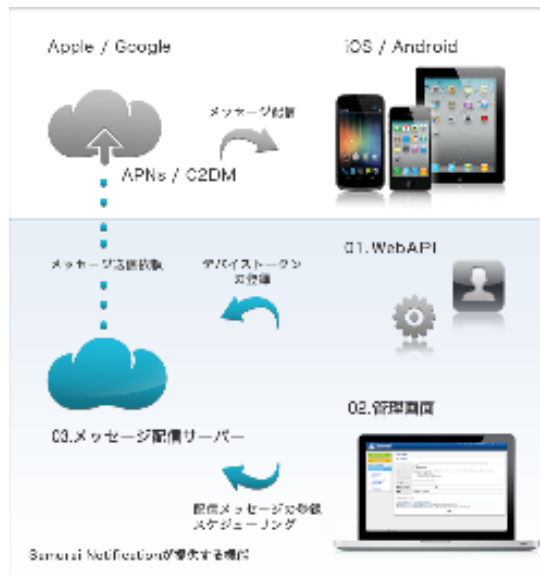 Apple / Google
iOS / Android
メッセージ配信
APNs / C2DM
メッセージ送信依頼
デバイストークン
の登録
01.WebAPI
02.管理画面
03.メッセージ配信サーバー
配信メッセージの登録
スケジューリング
Samurai Notificationが提供する機能